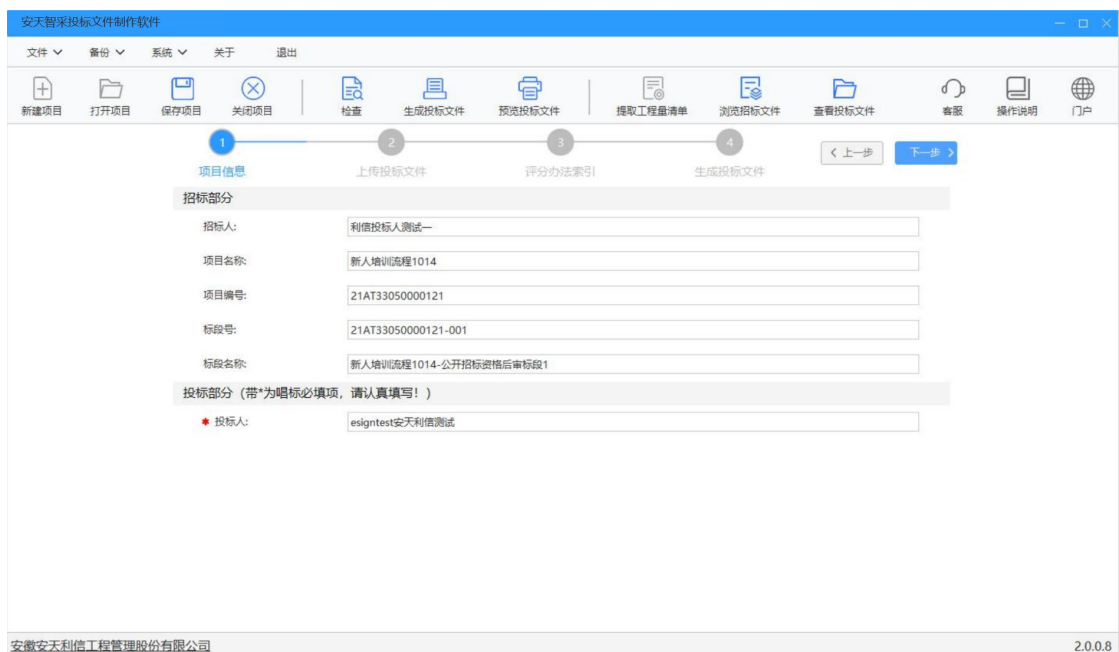 安天智采投标文件制作软件
文件 备份 系统 关于 退出
新建项目 打开项目 保存项目 关闭项目 检查 生成投标文件 预览投标文件 提取工程量清单 浏览招标文件 查看投标文件 客服 操作说明 门户
1 2 3 4 上一步 下一步
项目信息 上传投标文件 评分办法索引 生成投标文件
招标部分
招标人: 利信投标人测试一
项目名称: 新人培训流程1014
项目编号: 21AT33050000121
标段号: 21AT33050000121-001
标段名称: 新人培训流程1014-公开招标资格后审标段1
投标部分（带*为唱标必填项，请认真填写！）
* 投标人: esigntest安天利信测试
安徽安天利信工程管理股份有限公司 2.0.0.8